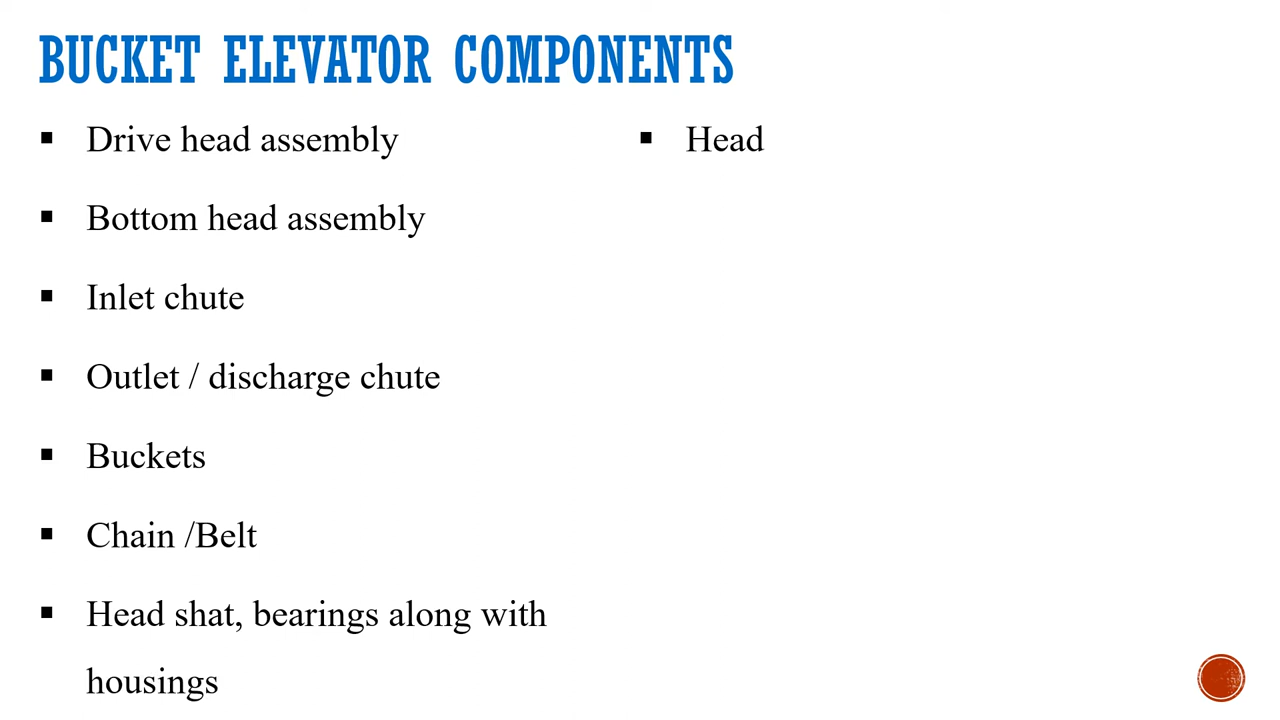 BUCKET ELEVATOR COMPONENTS
▪ Drive head assembly
▪ Bottom head assembly
▪ Inlet chute
▪ Outlet / discharge chute
▪ Buckets
▪ Chain /Belt
▪ Head shat, bearings along with
housings
▪ Head